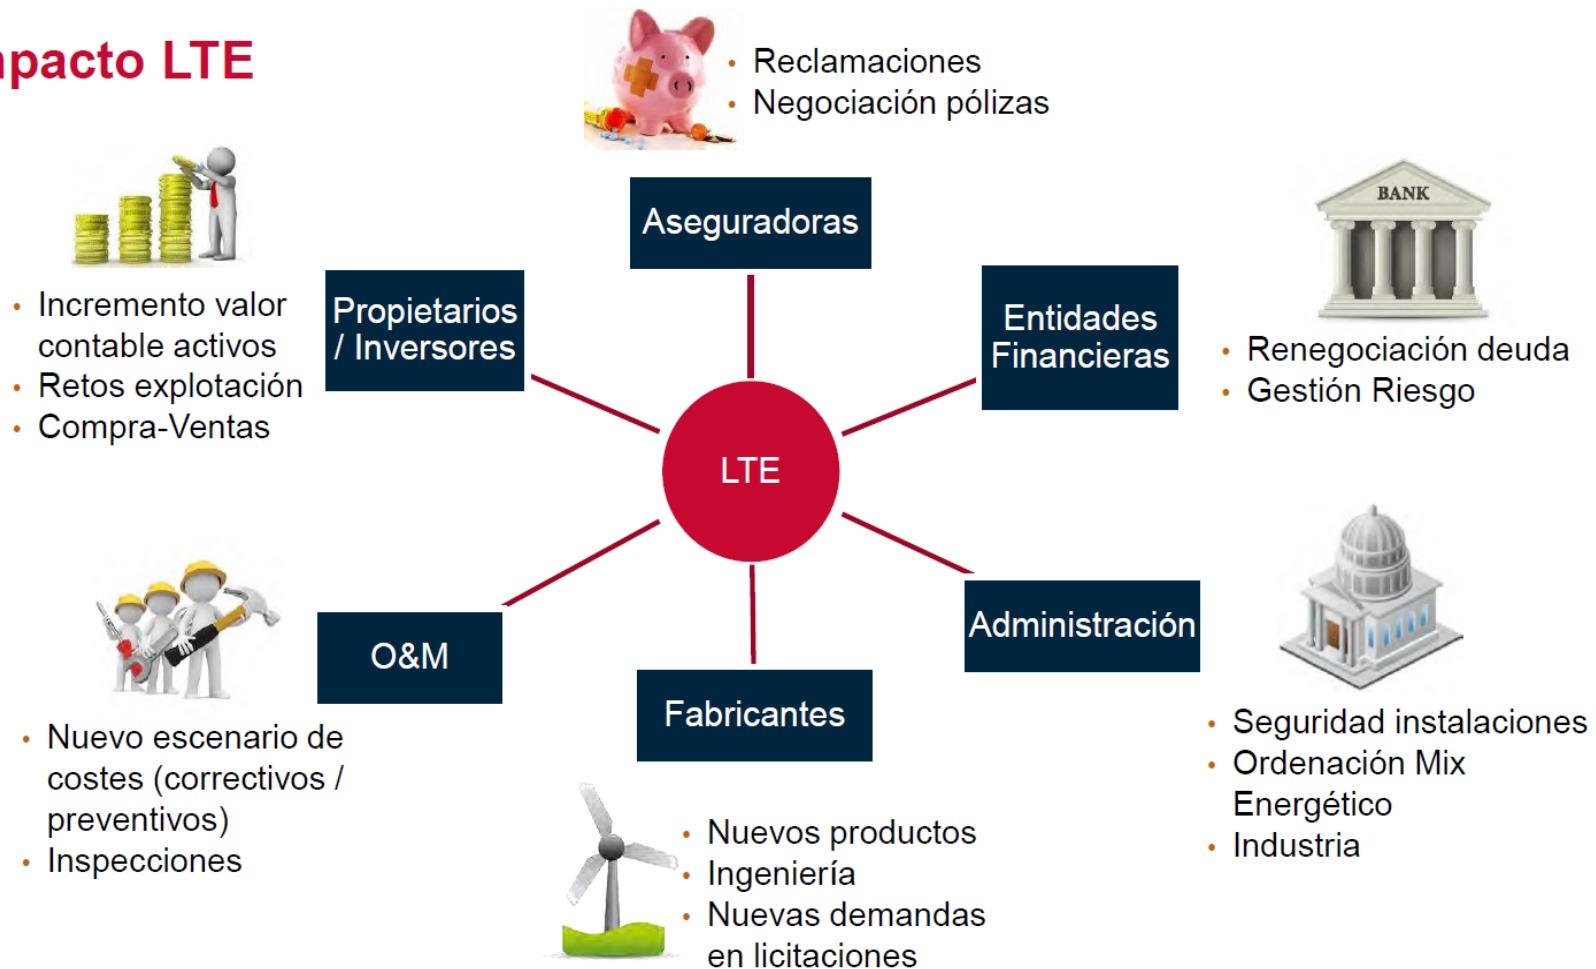 mpacto LTE
Reclamaciones
Negociación pólizas
Aseguradoras
BANK
Entidades
Financieras
Renegociación deuda
Gestión Riesgo
Propietarios
/ Inversores
Incremento valor
contable activos
Retos explotación
Compra-Ventas
LTE
Administración
Seguridad instalaciones
Ordenación Mix
Energético
Industria
O&M
Nuevo escenario de
costes (correctivos /
preventivos)
Inspecciones
Fabricantes
Nuevos productos
Ingeniería
Nuevas demandas
en licitaciones